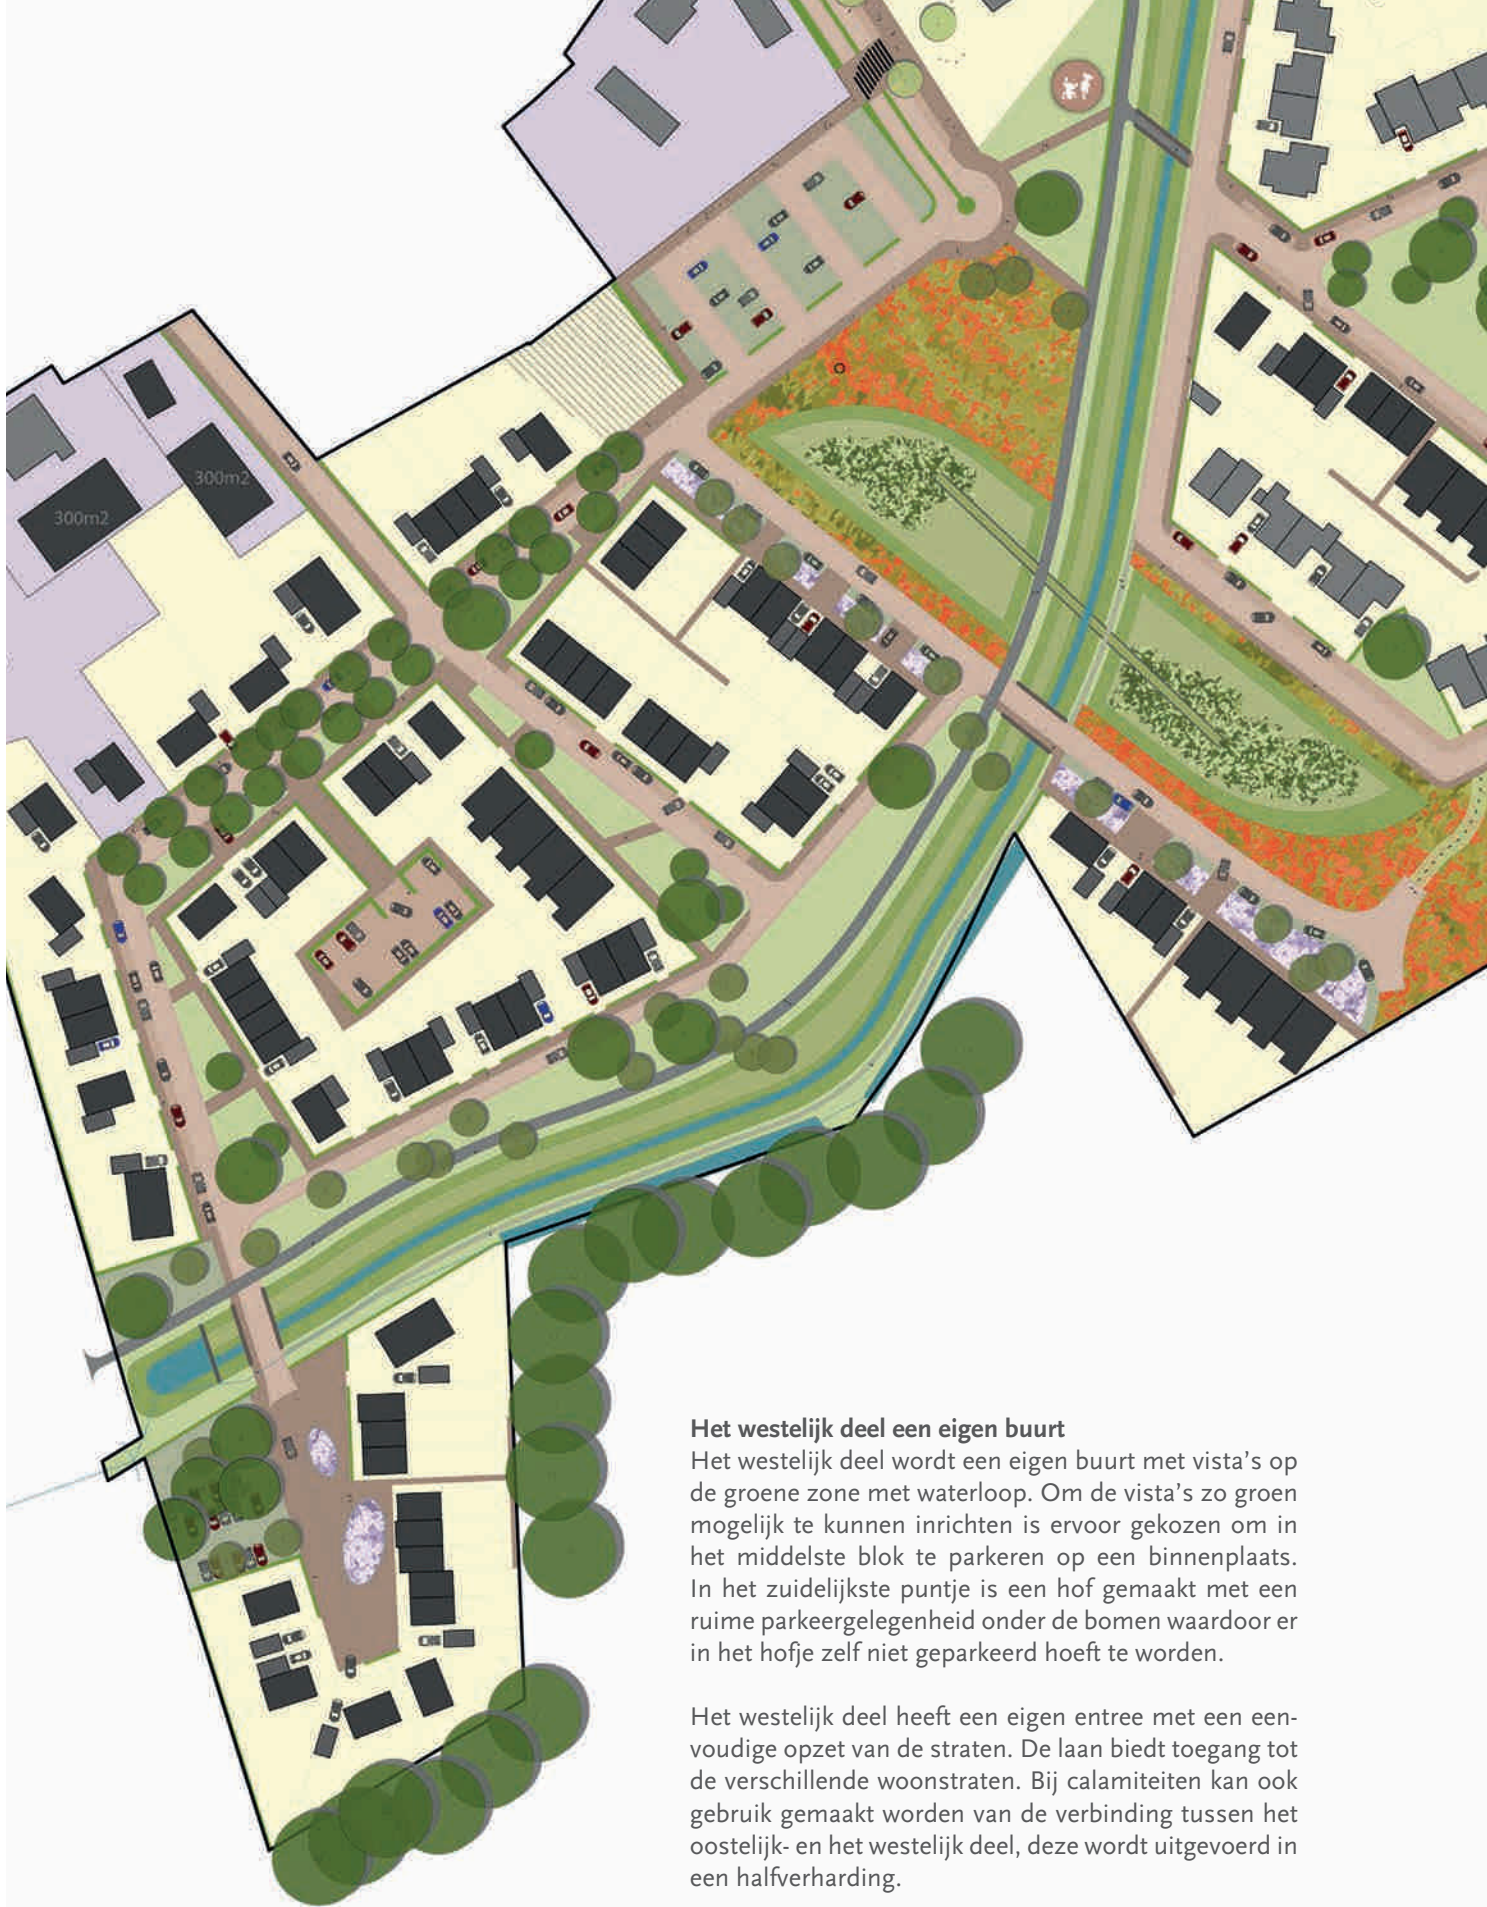 300m2
300m2
Het westelijk deel een eigen buurt
Het westelijk deel wordt een eigen buurt met vista's op
de groene zone met waterloop. Om de vista's zo groen
mogelijk te kunnen inrichten is ervoor gekozen om in
het middelste blok te parkeren op een binnenplaats.
In het zuidelijkste puntje is een hof gemaakt met een
ruime parkeergelegenheid onder de bomen waardoor er
in het hofje zelf niet geparkeerd hoeft te worden.
Het westelijk deel heeft een eigen entree met een een-
voudige opzet van de straten. De laan biedt toegang tot
de verschillende woonstraten. Bij calamiteiten kan ook
gebruik gemaakt worden van de verbinding tussen het
oostelijk- en het westelijk deel, deze wordt uitgevoerd in
een halfverharding.